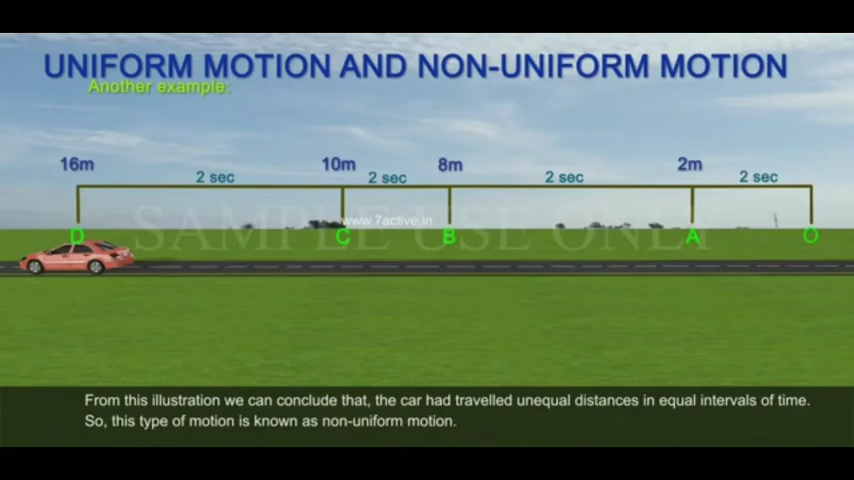 UNIFORM MOTION AND NON-UNIFORM MOTION
Another example:
16m 10m 8m 2m
2 sec 2 sec 2 sec 2 sec
www.7active.in
SAMPLE USE ONLY
D C B A O
From this illustration we can conclude that, the car had travelled unequal distances in equal intervals of time.
So, this type of motion is known as non-uniform motion.